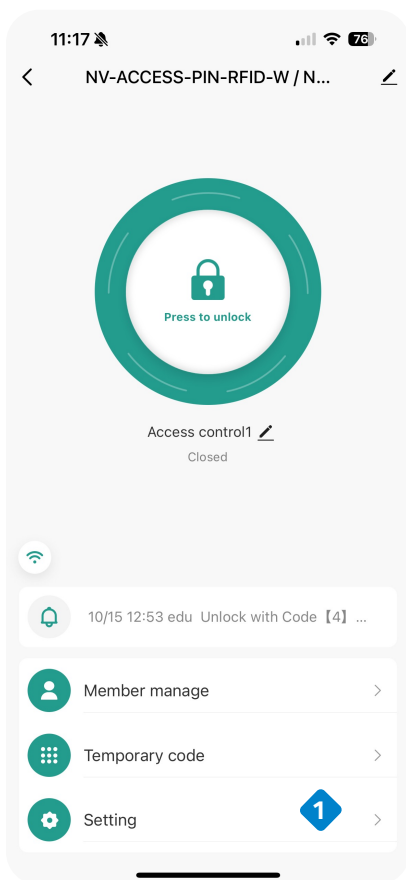 11:17 76
NV-ACCESS-PIN-RFID-W / N...
Press to unlock
Access control1
Closed
10/15 12:53 edu  Unlock with Code【4】...
Member manage
Temporary code
Setting
1